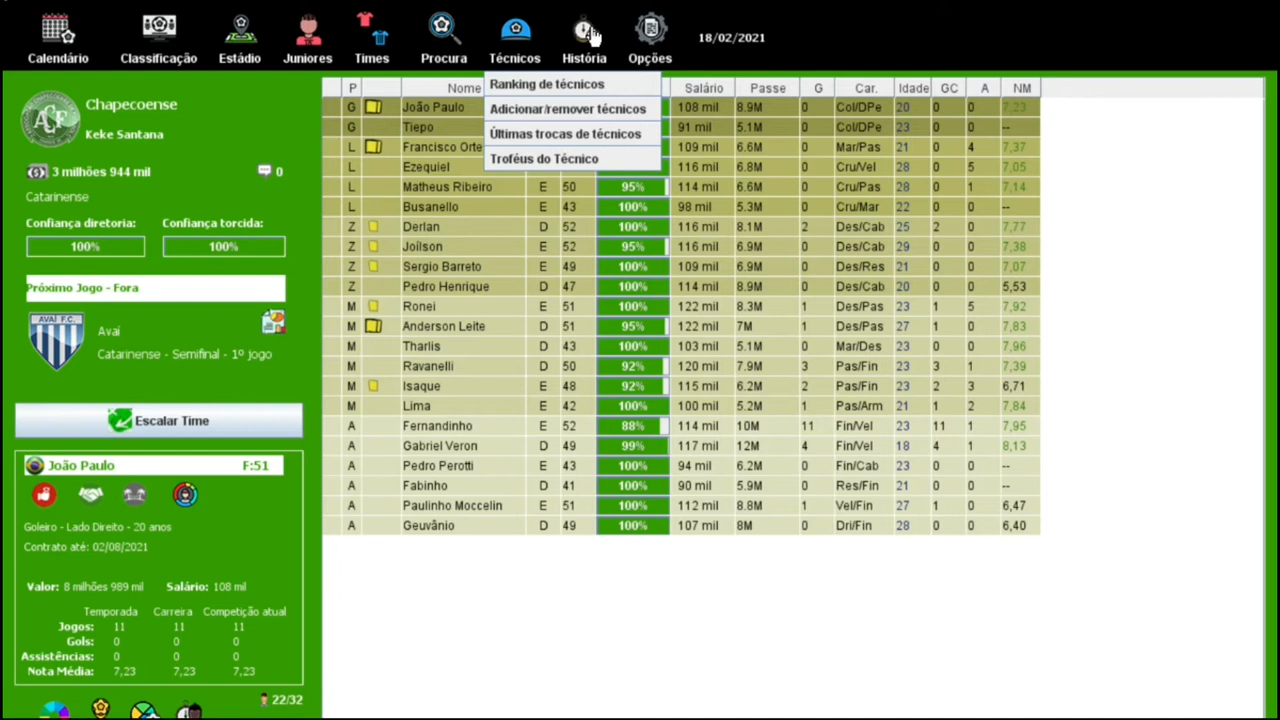 Calendário Classificação Estádio Juniores Times Procura Técnicos História Opções 18/02/2021
Ranking de técnicos
Adicionar/remover técnicos
Últimas trocas de técnicos
Troféus do Técnico
Chapecoense
Keke Santana
3 milhões 944 mil 0
Catarinense
Confiança diretoria: Confiança torcida:
100% 100%
Próximo Jogo - Fora
AVAÍ F.C.
Avaí
Catarinense - Semifinal - 1º jogo
Escalar Time
João Paulo F:51
Goleiro - Lado Direito - 20 anos
Contrato até: 02/08/2021
Valor: 8 milhões 989 mil Salário: 108 mil
Temporada Carreira Competição atual
Jogos: 11 11 11
Gols: 0 0 0
Assistências: 0 0 0
Nota Média: 7,23 7,23 7,23
22/32
P Nome Salário Passe G Car. Idade GC A NM
G João Paulo 108 mil 8.9M 0 Col/DPe 20 0 0 7,23
G Tiepo 91 mil 5.1M 0 Col/DPe 23 0 0 --
L Francisco Orte 109 mil 6.6M 0 Mar/Pas 21 0 4 7,37
L Ezequiel 116 mil 6.8M 0 Cru/Vel 28 0 5 7,05
L Matheus Ribeiro E 50 95% 114 mil 6.6M 0 Cru/Pas 28 0 1 7,14
L Busanello E 43 100% 98 mil 5.3M 0 Cru/Mar 22 0 0 --
Z Derlan D 52 100% 116 mil 8.1M 2 Des/Cab 25 2 0 7,77
Z Joílson E 52 95% 116 mil 6.9M 0 Des/Cab 29 0 0 7,38
Z Sergio Barreto E 49 100% 109 mil 6.9M 0 Des/Res 21 0 0 7,07
Z Pedro Henrique D 47 100% 114 mil 8.9M 0 Des/Cab 20 0 0 5,53
M Ronei E 51 100% 122 mil 8.3M 1 Des/Pas 23 1 5 7,92
M Anderson Leite D 51 95% 122 mil 7M 1 Des/Pas 27 1 0 7,83
M Tharlis D 43 100% 103 mil 5.1M 0 Mar/Des 23 0 0 7,96
M Ravanelli D 50 92% 120 mil 7.9M 3 Pas/Fin 23 3 1 7,39
M Isaque E 48 92% 115 mil 6.2M 2 Pas/Fin 23 2 3 6,71
M Lima E 42 100% 100 mil 5.2M 1 Pas/Arm 21 1 2 7,84
A Fernandinho E 52 88% 114 mil 10M 11 Fin/Vel 23 11 1 7,95
A Gabriel Veron D 49 99% 117 mil 12M 4 Fin/Vel 18 4 1 8,13
A Pedro Perotti E 43 100% 94 mil 6.2M 0 Fin/Cab 23 0 0 --
A Fabinho D 41 100% 90 mil 5.9M 0 Res/Fin 21 0 0 --
A Paulinho Moccelin E 51 100% 112 mil 8.8M 1 Vel/Fin 27 1 0 6,47
A Geuvânio D 49 100% 107 mil 8M 0 Dri/Fin 28 0 0 6,40